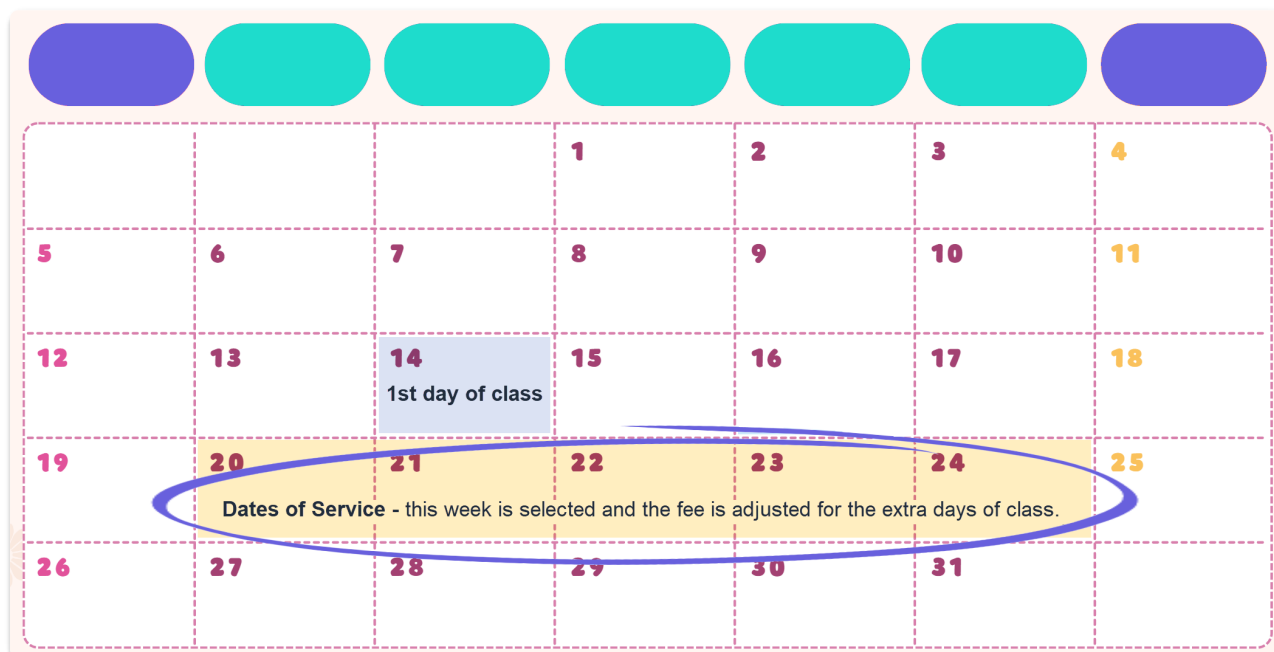 1 2 3 4
5 6 7 8 9 10 11
12 13 14 15 16 17 18
1st day of class
19 20 21 22 23 24 25
Dates of Service - this week is selected and the fee is adjusted for the extra days of class.
26 27 28 29 30 31